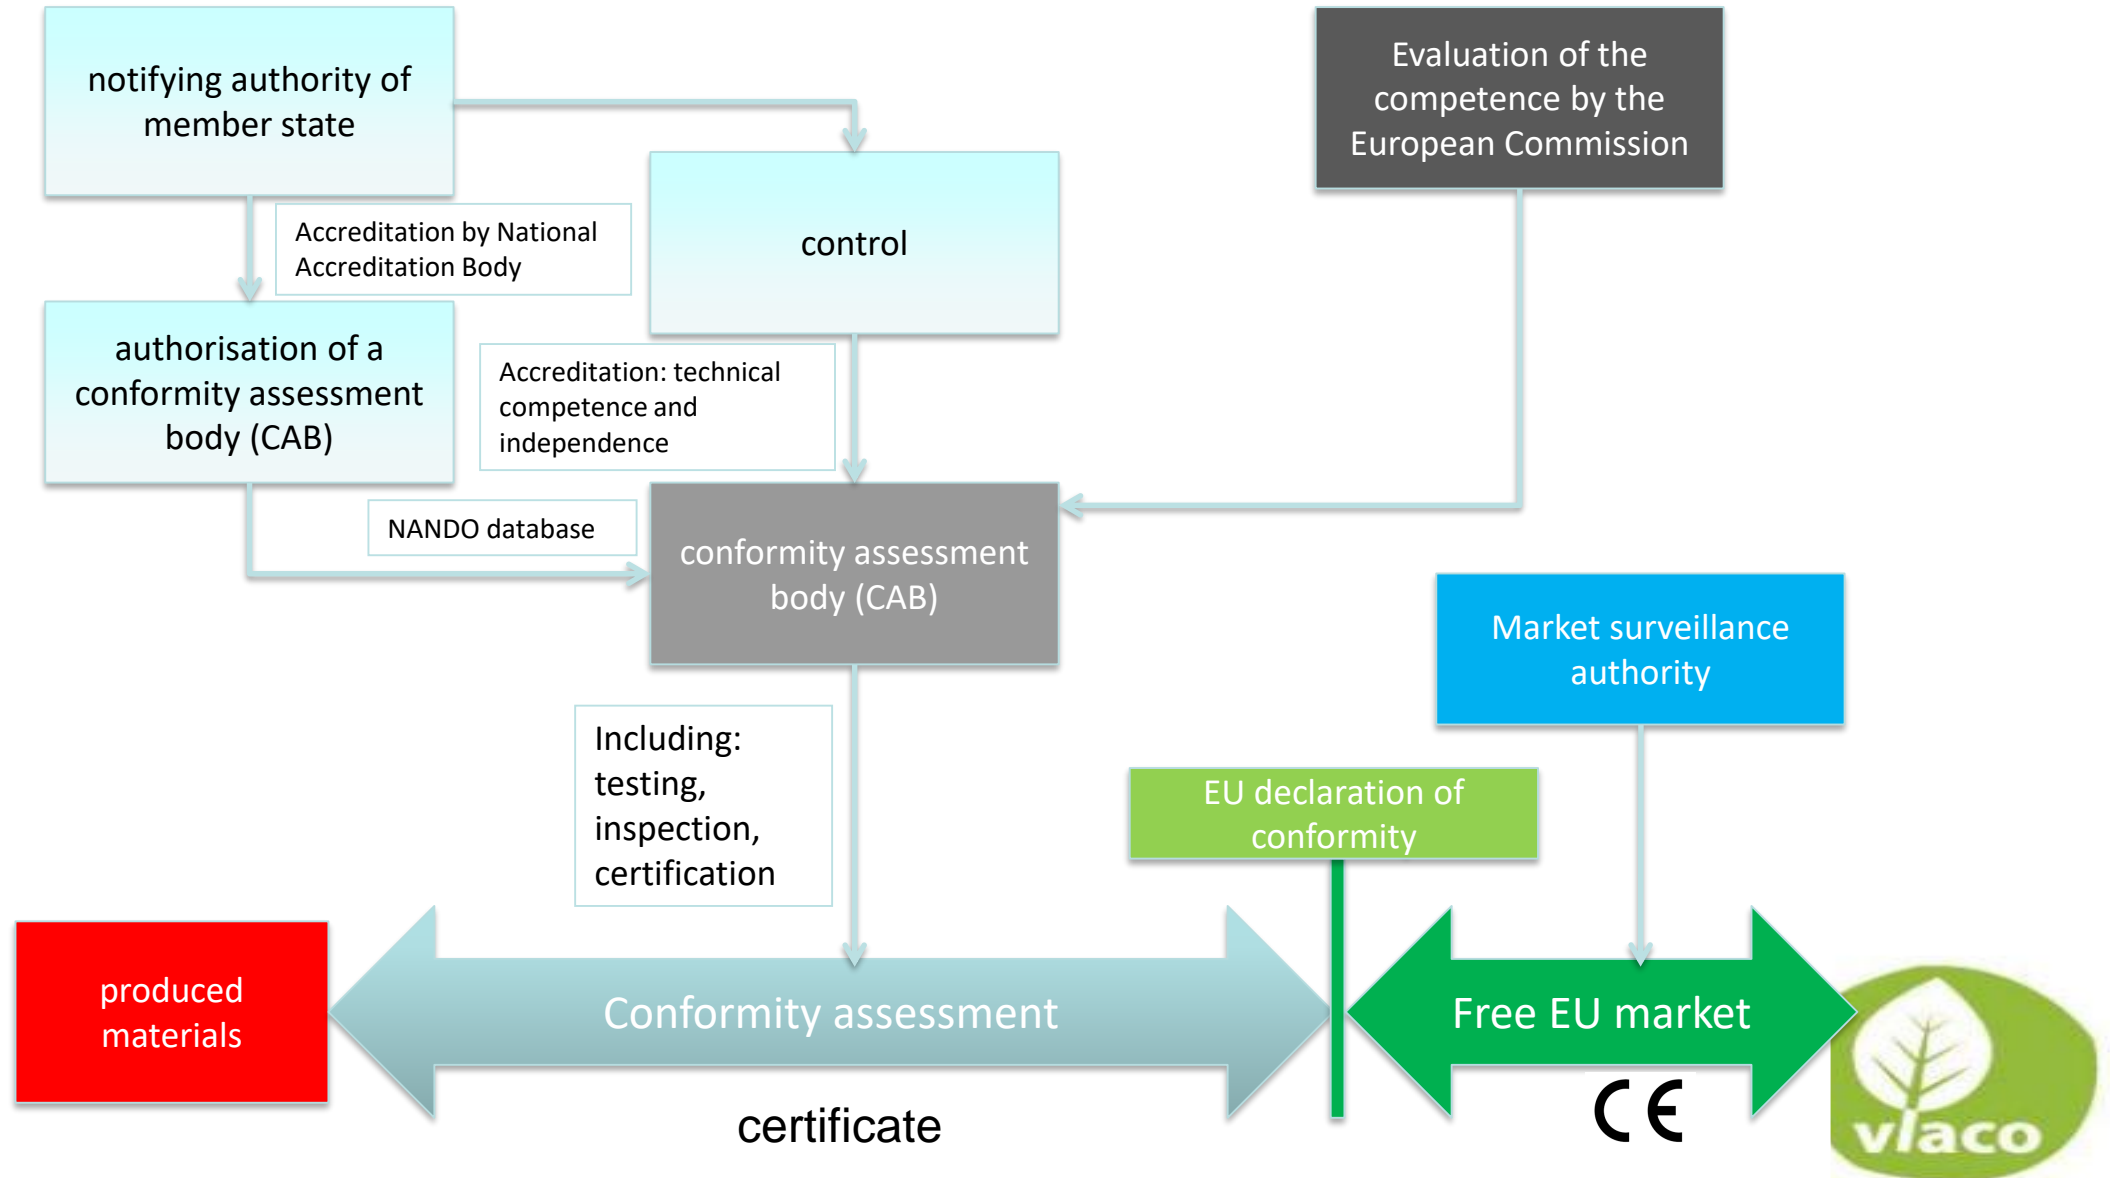 notifying authority of
member state
Evaluation of the
competence by the
European Commission
Accreditation by National
Accreditation Body
control
authorisation of a
conformity assessment
body (CAB)
Accreditation: technical
competence and
independence
NANDO database
conformity assessment
body (CAB)
Market surveillance
authority
Including:
testing,
inspection,
certification
EU declaration of
conformity
produced
materials
Conformity assessment
Free EU market
certificate
CE
vlaco